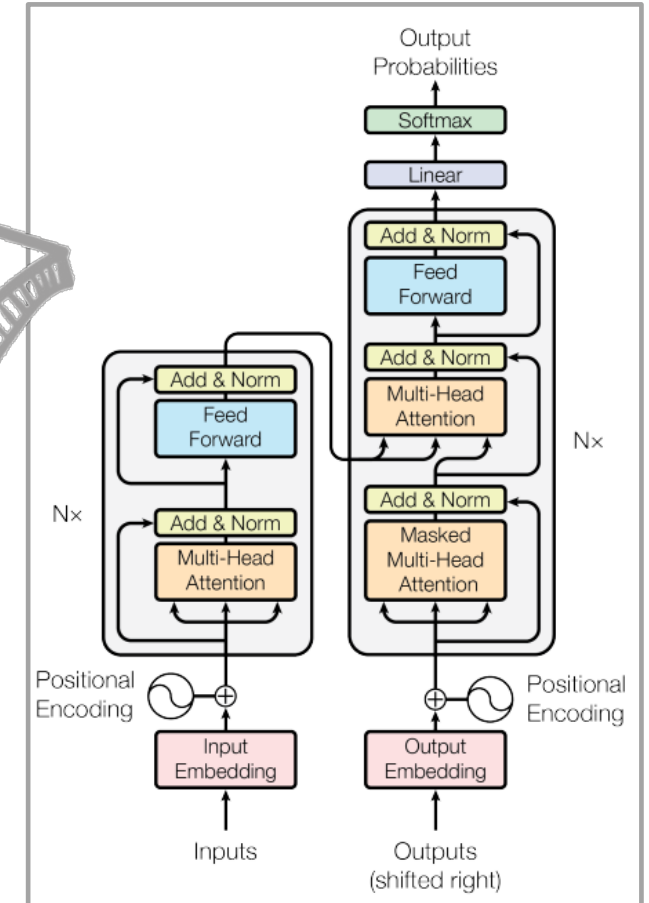 Output
Probabilities
Softmax
Linear
Add & Norm
Feed
Forward
Add & Norm
Multi-Head
Attention
Add & Norm
Masked
Multi-Head
Attention
Nx
Add & Norm
Feed
Forward
Add & Norm
Multi-Head
Attention
Nx
Positional
Encoding
Positional
Encoding
Input
Embedding
Output
Embedding
Inputs
Outputs
(shifted right)